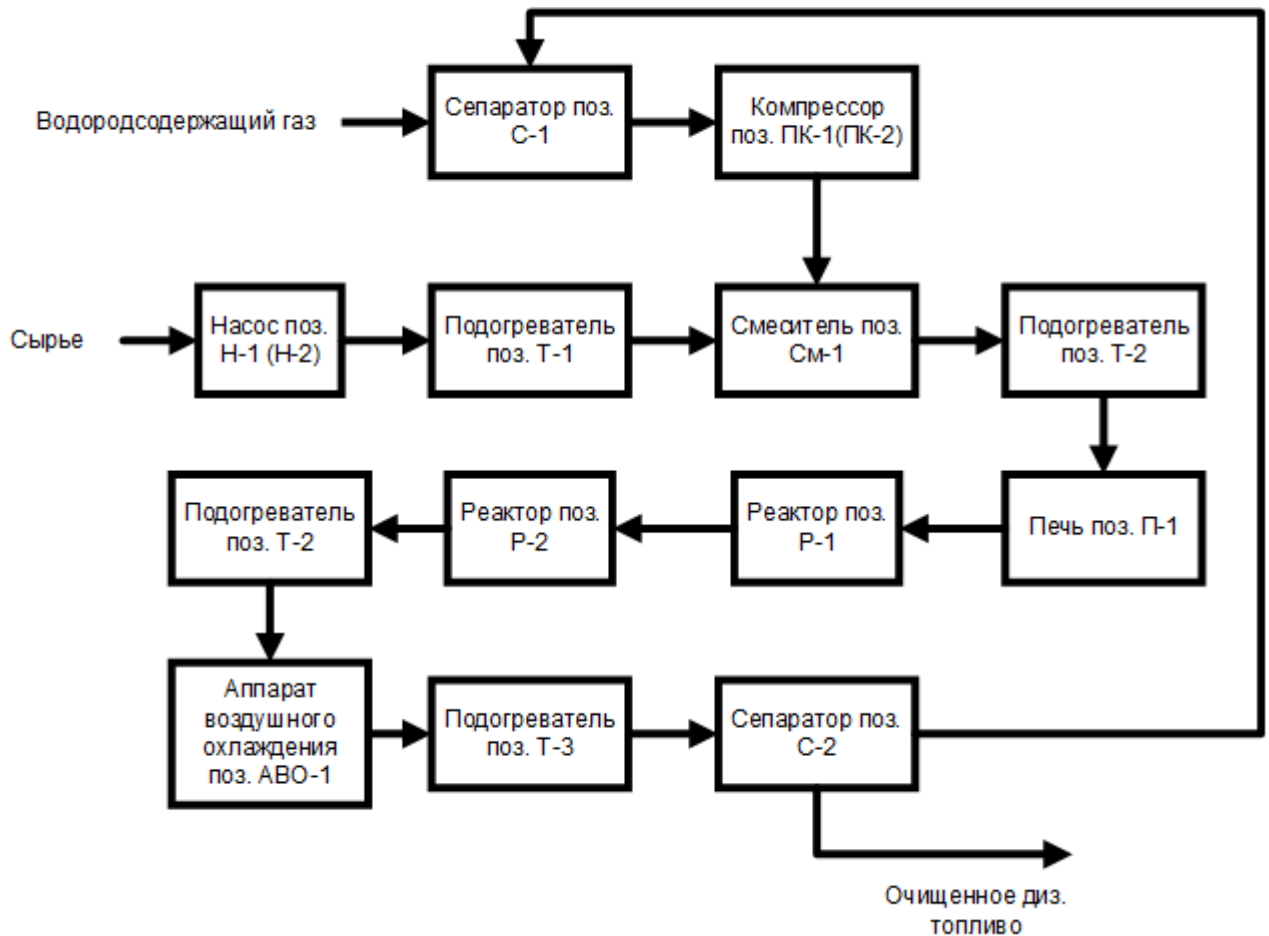 Водородсодержащий газ
Сепаратор поз.
С-1
Компрессор
поз. ПК-1(ПК-2)
Сырье
Насос поз.
Н-1 (Н-2)
Подогреватель
поз. Т-1
Смеситель поз.
См-1
Подогреватель
поз. Т-2
Подогреватель
поз. Т-2
Реактор поз.
Р-2
Реактор поз.
Р-1
Печь поз. П-1
Аппарат
воздушного
охлаждения
поз. АВО-1
Подогреватель
поз. Т-3
Сепаратор поз.
С-2
Очищенное диз.
топливо